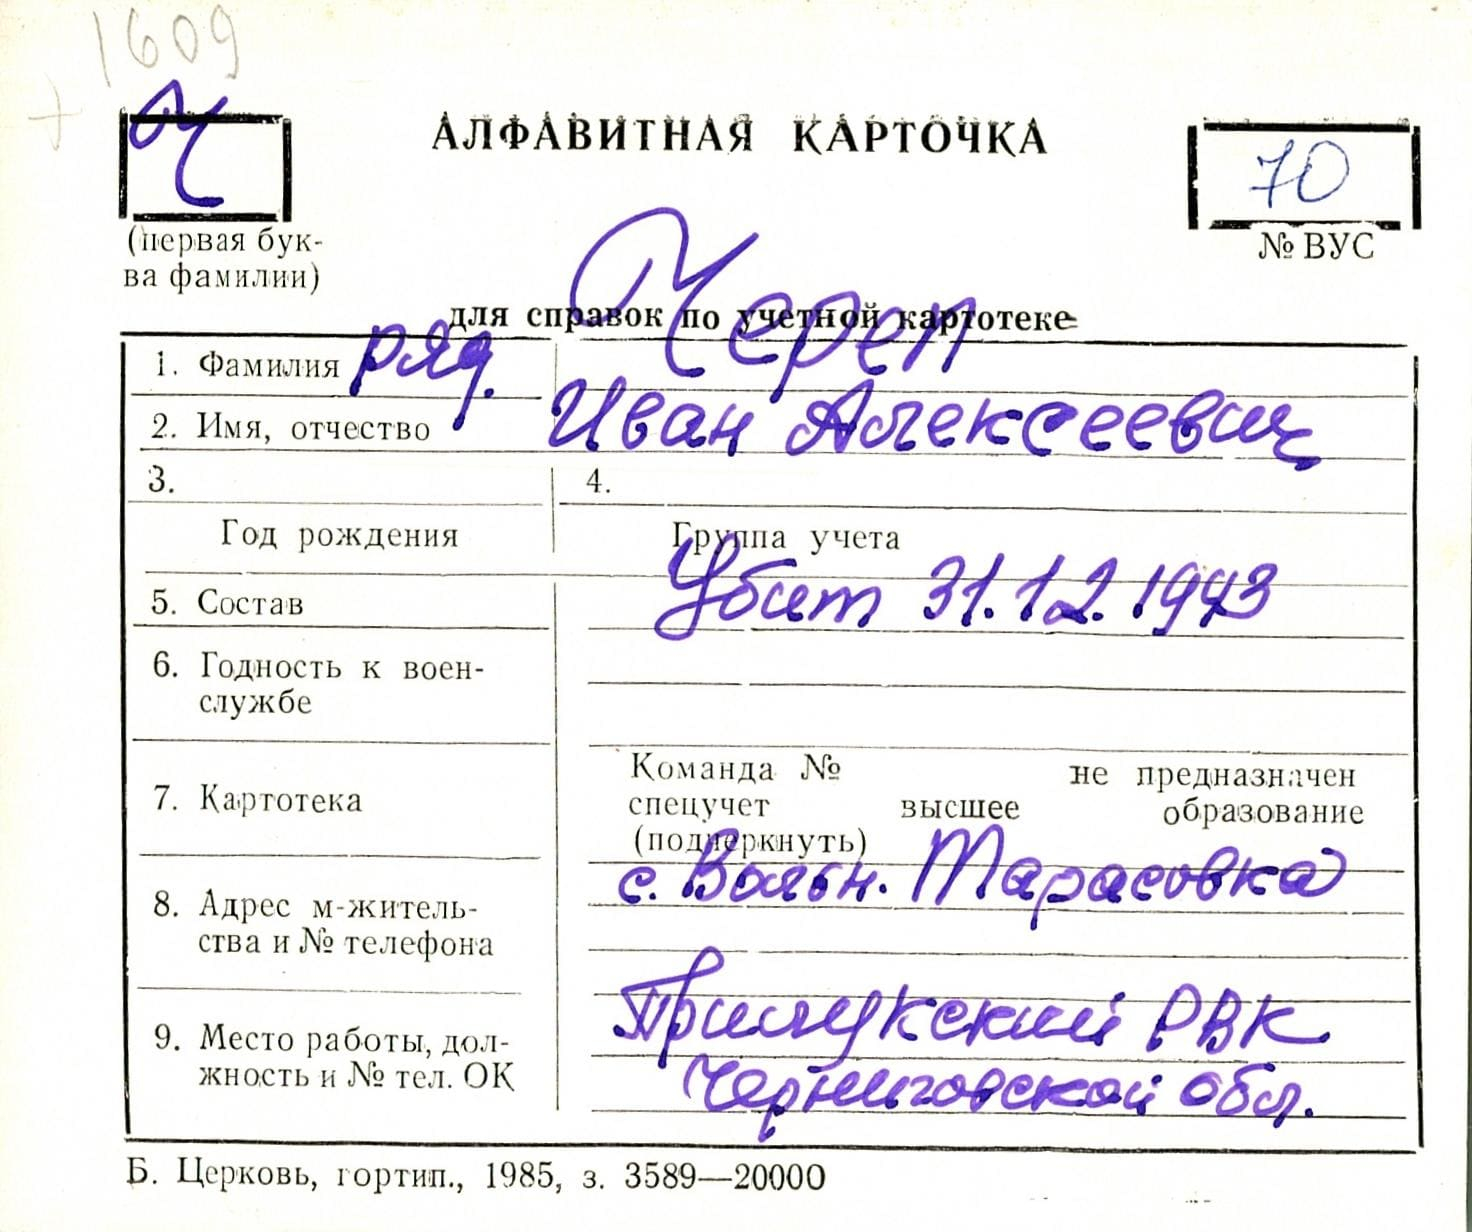 1609
+
Ч
АЛФАВИТНАЯ КАРТОЧКА
70
(первая бук-
ва фамилии)
№ ВУС
Череп
для справок по учетной картотеке
1. Фамилия ряд.
2. Имя, отчество Иван Алексеевич
3. 4.
Год рождения Группа учета
5. Состав Убит 31.12.1943
6. Годность к воен-
службе
Команда № не предназначен
7. Картотека спецучет высшее образование
(подчеркнуть)
с. Вольн. Тарасовка
8. Адрес м-житель-
ства и № телефона
Прилукский РВК
9. Место работы, дол-
жность и № тел. ОК Черниговской обл.
Б. Церковь, гортип., 1985, з. 3589—20000